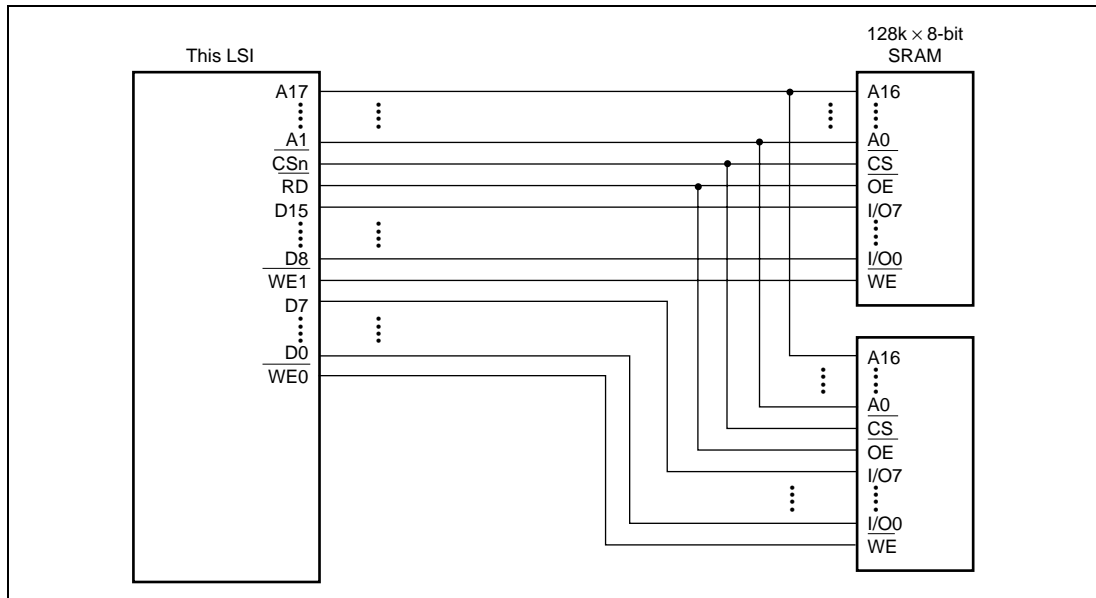 This LSI
A17
A1
CSn
RD
D15
D8
WE1
D7
D0
WE0
128k × 8-bit
SRAM
A16
A0
CS
OE
I/O7
I/O0
WE
A16
A0
CS
OE
I/O7
I/O0
WE